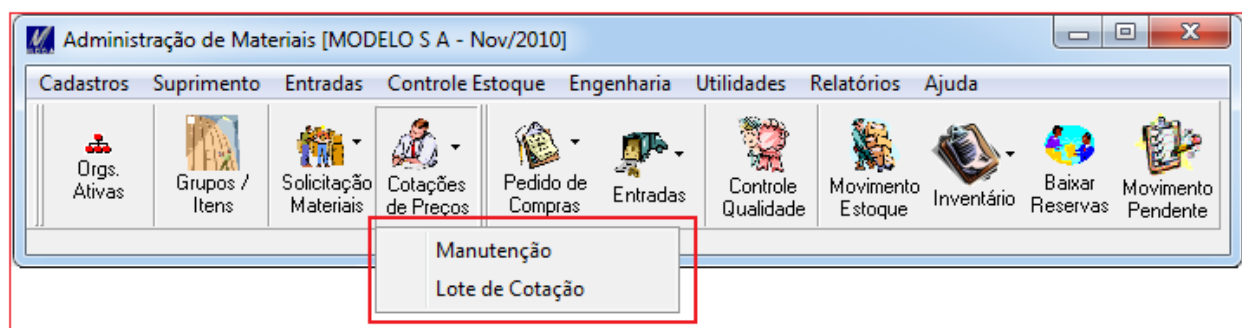 Administração de Materiais [MODELO S A - Nov/2010]
Cadastros Suprimento Entradas Controle Estoque Engenharia Utilidades Relatórios Ajuda
Orgs. Ativas
Grupos / Itens
Solicitação Materiais
Cotações de Preços
Pedido de Compras
Entradas
Controle Qualidade
Movimento Estoque
Inventário
Baixar Reservas
Movimento Pendente
Manutenção
Lote de Cotação